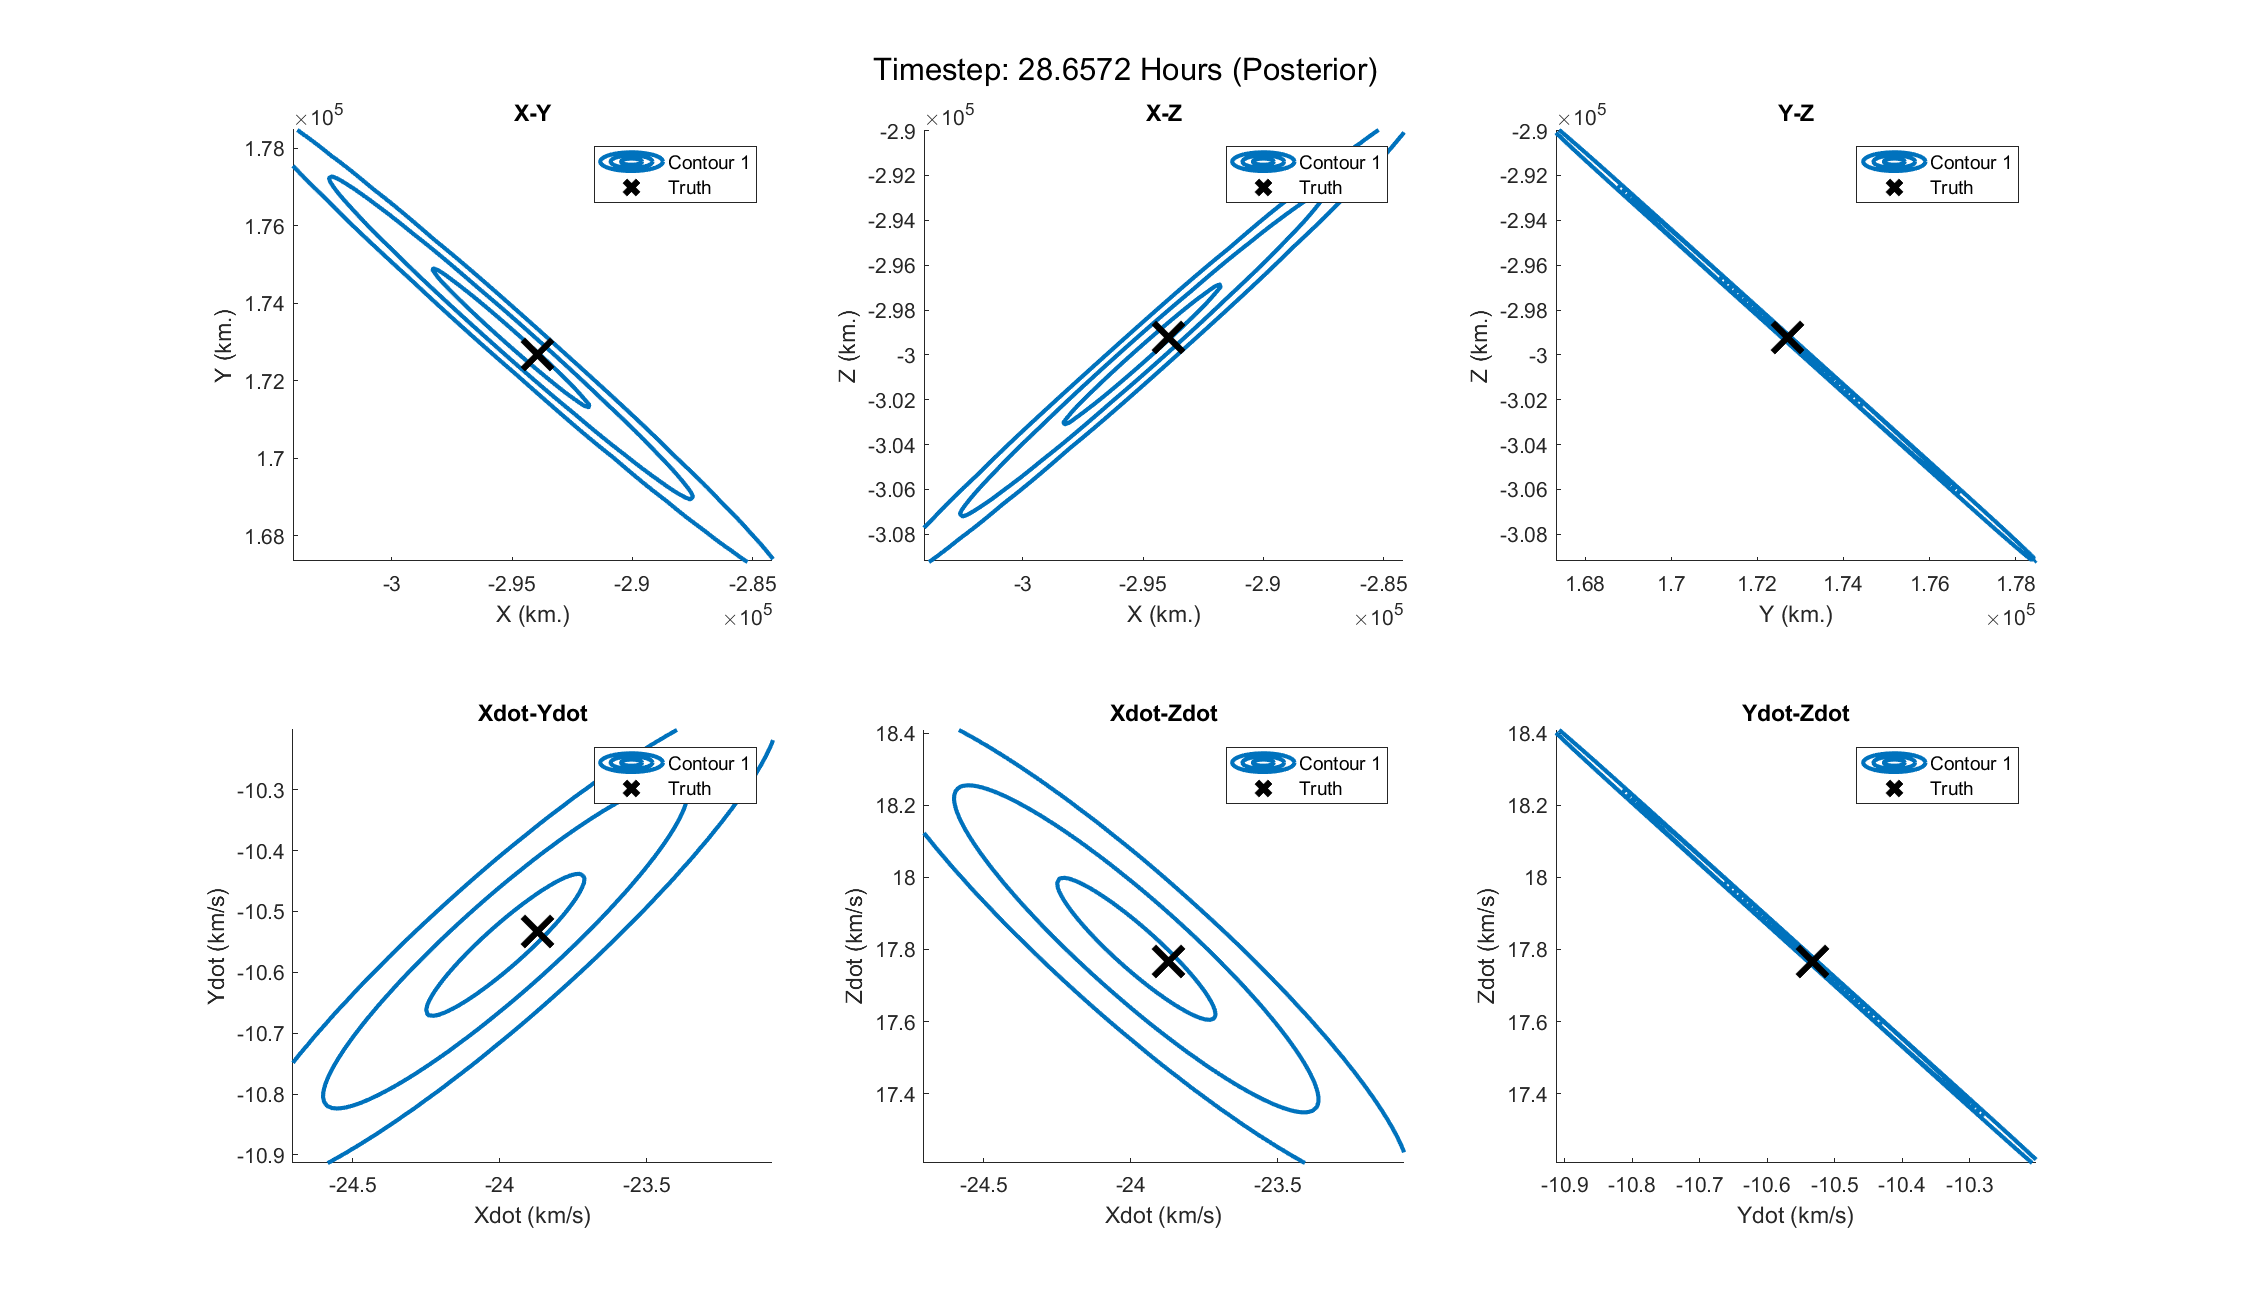 Timestep: 28.6572 Hours (Posterior)
X-Y
×10^5
1.78
1.76
1.74
1.72
1.7
1.68
Y (km.)
-3
-2.95
-2.9
-2.85
X (km.)
×10^5
Contour 1
Truth
X-Z
×10^5
-2.9
-2.92
-2.94
-2.96
-2.98
-3
-3.02
-3.04
-3.06
-3.08
Z (km.)
-3
-2.95
-2.9
-2.85
X (km.)
×10^5
Contour 1
Truth
Y-Z
×10^5
-2.9
-2.92
-2.94
-2.96
-2.98
-3
-3.02
-3.04
-3.06
-3.08
Z (km.)
1.68
1.7
1.72
1.74
1.76
1.78
Y (km.)
×10^5
Contour 1
Truth
Xdot-Ydot
-10.3
-10.4
-10.5
-10.6
-10.7
-10.8
-10.9
Ydot (km/s)
-24.5
-24
-23.5
Xdot (km/s)
Contour 1
Truth
Xdot-Zdot
18.4
18.2
18
17.8
17.6
17.4
Zdot (km/s)
-24.5
-24
-23.5
Xdot (km/s)
Contour 1
Truth
Ydot-Zdot
18.4
18.2
18
17.8
17.6
17.4
Zdot (km/s)
-10.9
-10.8
-10.7
-10.6
-10.5
-10.4
-10.3
Ydot (km/s)
Contour 1
Truth